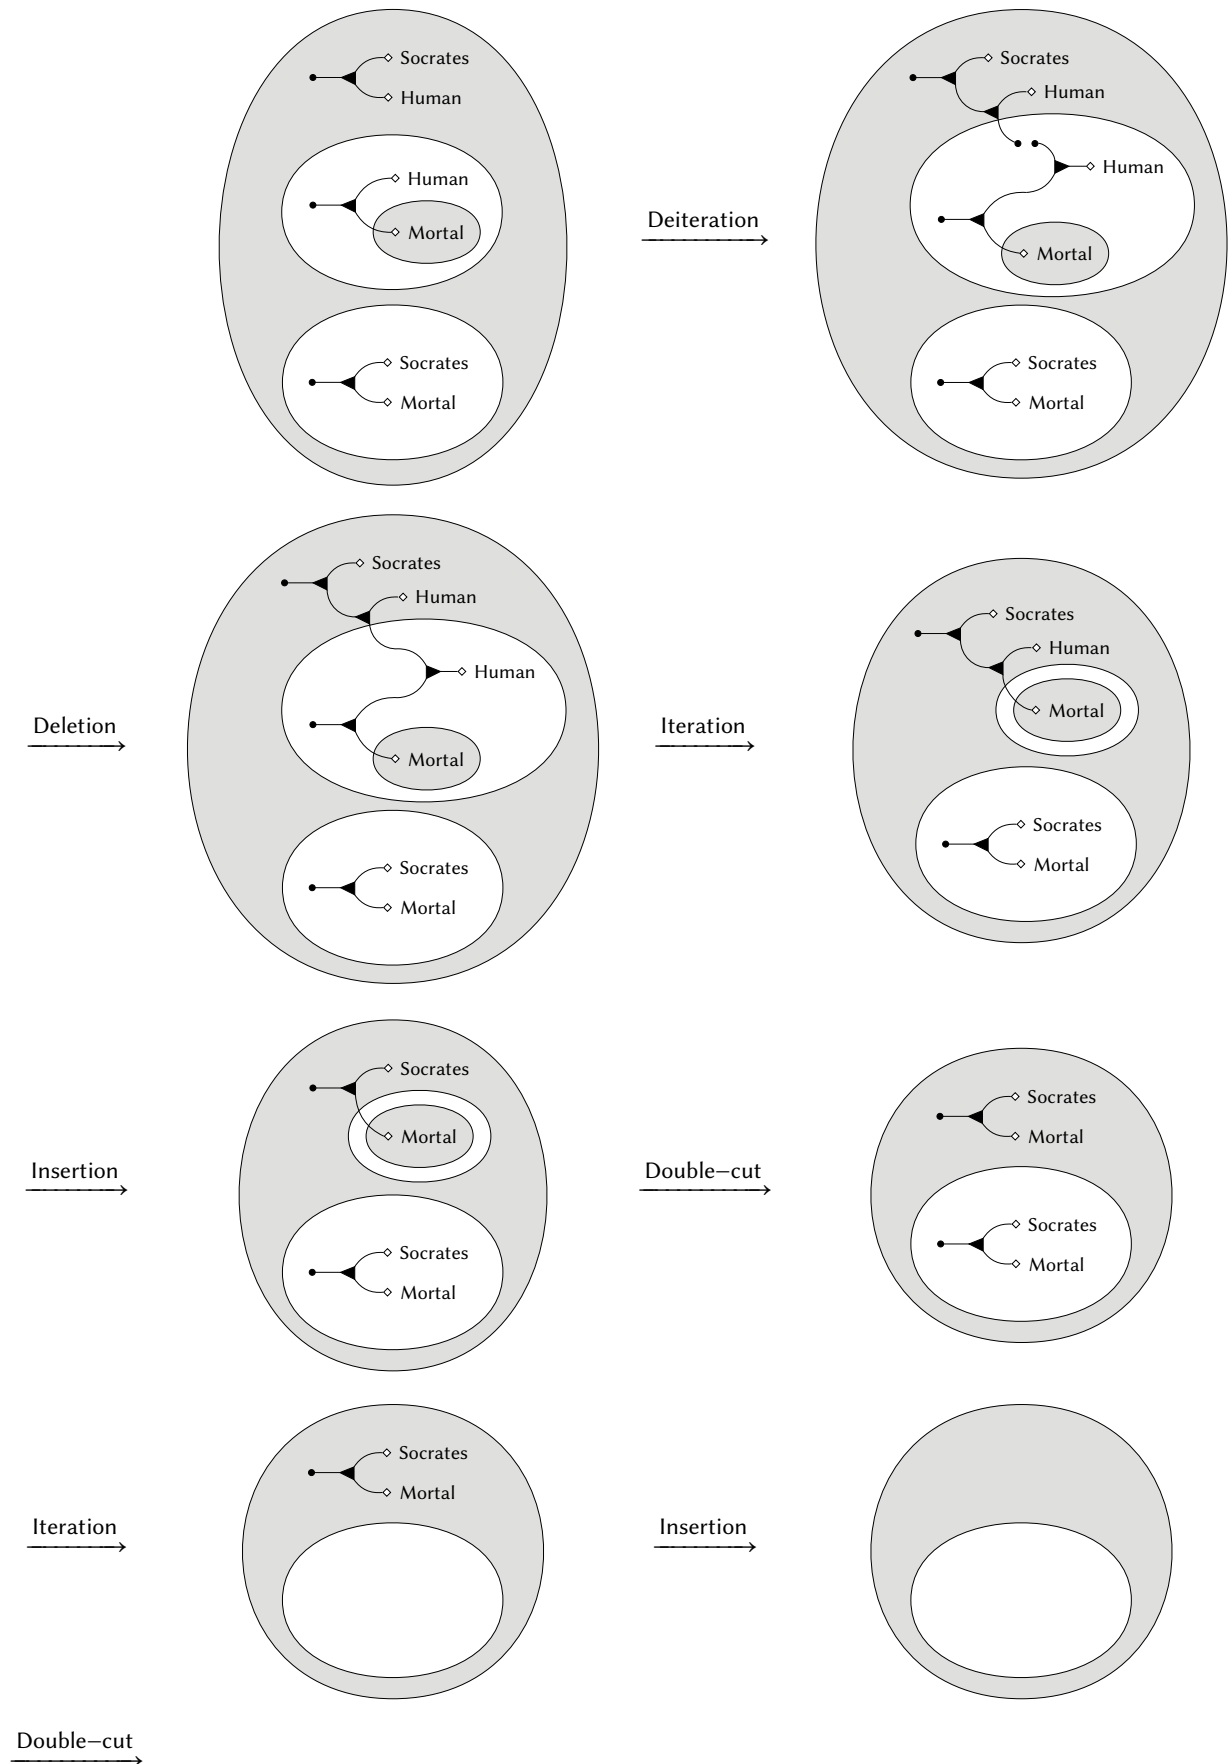 Socrates
Human
Human
Mortal
Socrates
Mortal
Deiteration
Socrates
Human
Human
Mortal
Socrates
Mortal
Deletion
Socrates
Human
Human
Mortal
Socrates
Mortal
Iteration
Socrates
Human
Mortal
Socrates
Mortal
Insertion
Socrates
Mortal
Socrates
Mortal
Double–cut
Socrates
Mortal
Socrates
Mortal
Iteration
Socrates
Mortal
Insertion
Double–cut